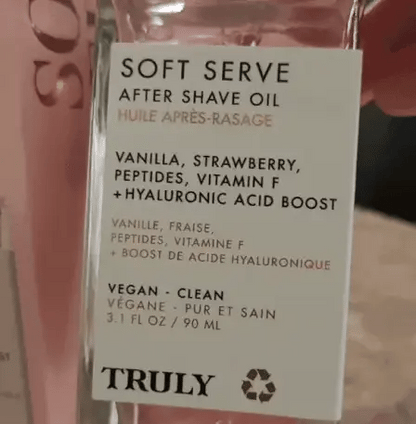 SOFT SERVE
AFTER SHAVE OIL
HUILE APRÈS-RASAGE
VANILLA, STRAWBERRY,
PEPTIDES, VITAMIN F
+HYALURONIC ACID BOOST
VANILLE, FRAISE,
PEPTIDES, VITAMINE F
+ BOOST DE ACIDE HYALURONIQUE
VEGAN - CLEAN
VÉGANE - PUR ET SAIN
3.1 FL OZ / 90 ML
TRULY